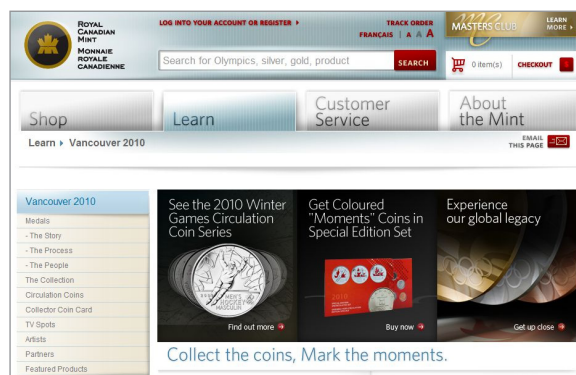 ROYAL
CANADIAN
MINT
MONNAIE
ROYALE
CANADIENNE
LOG INTO YOUR ACCOUNT OR REGISTER
TRACK ORDER
FRANÇAIS | A A A
MASTERS CLUB
LEARN
MORE
Search for Olympics, silver, gold, product
SEARCH
0 item(s)
CHECKOUT
Shop
Learn
Customer
Service
About
the Mint
Learn Vancouver 2010
EMAIL
THIS PAGE
Vancouver 2010
Medals
- The Story
- The Process
- The People
The Collection
Circulation Coins
Collector Coin Card
TV Spots
Artists
Partners
Featured Products
See the 2010 Winter
Games Circulation
Coin Series
MEN'S
HOCKEY
MASCULIN
Find out more
Get Coloured
"Moments" Coins in
Special Edition Set
2010
Buy now
Experience
our global legacy
Get up close
Collect the coins, Mark the moments.